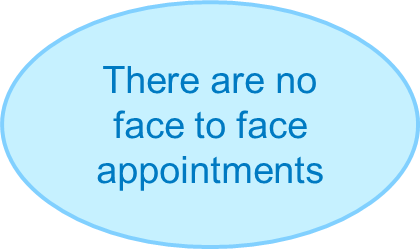 There are no
face to face
appointments